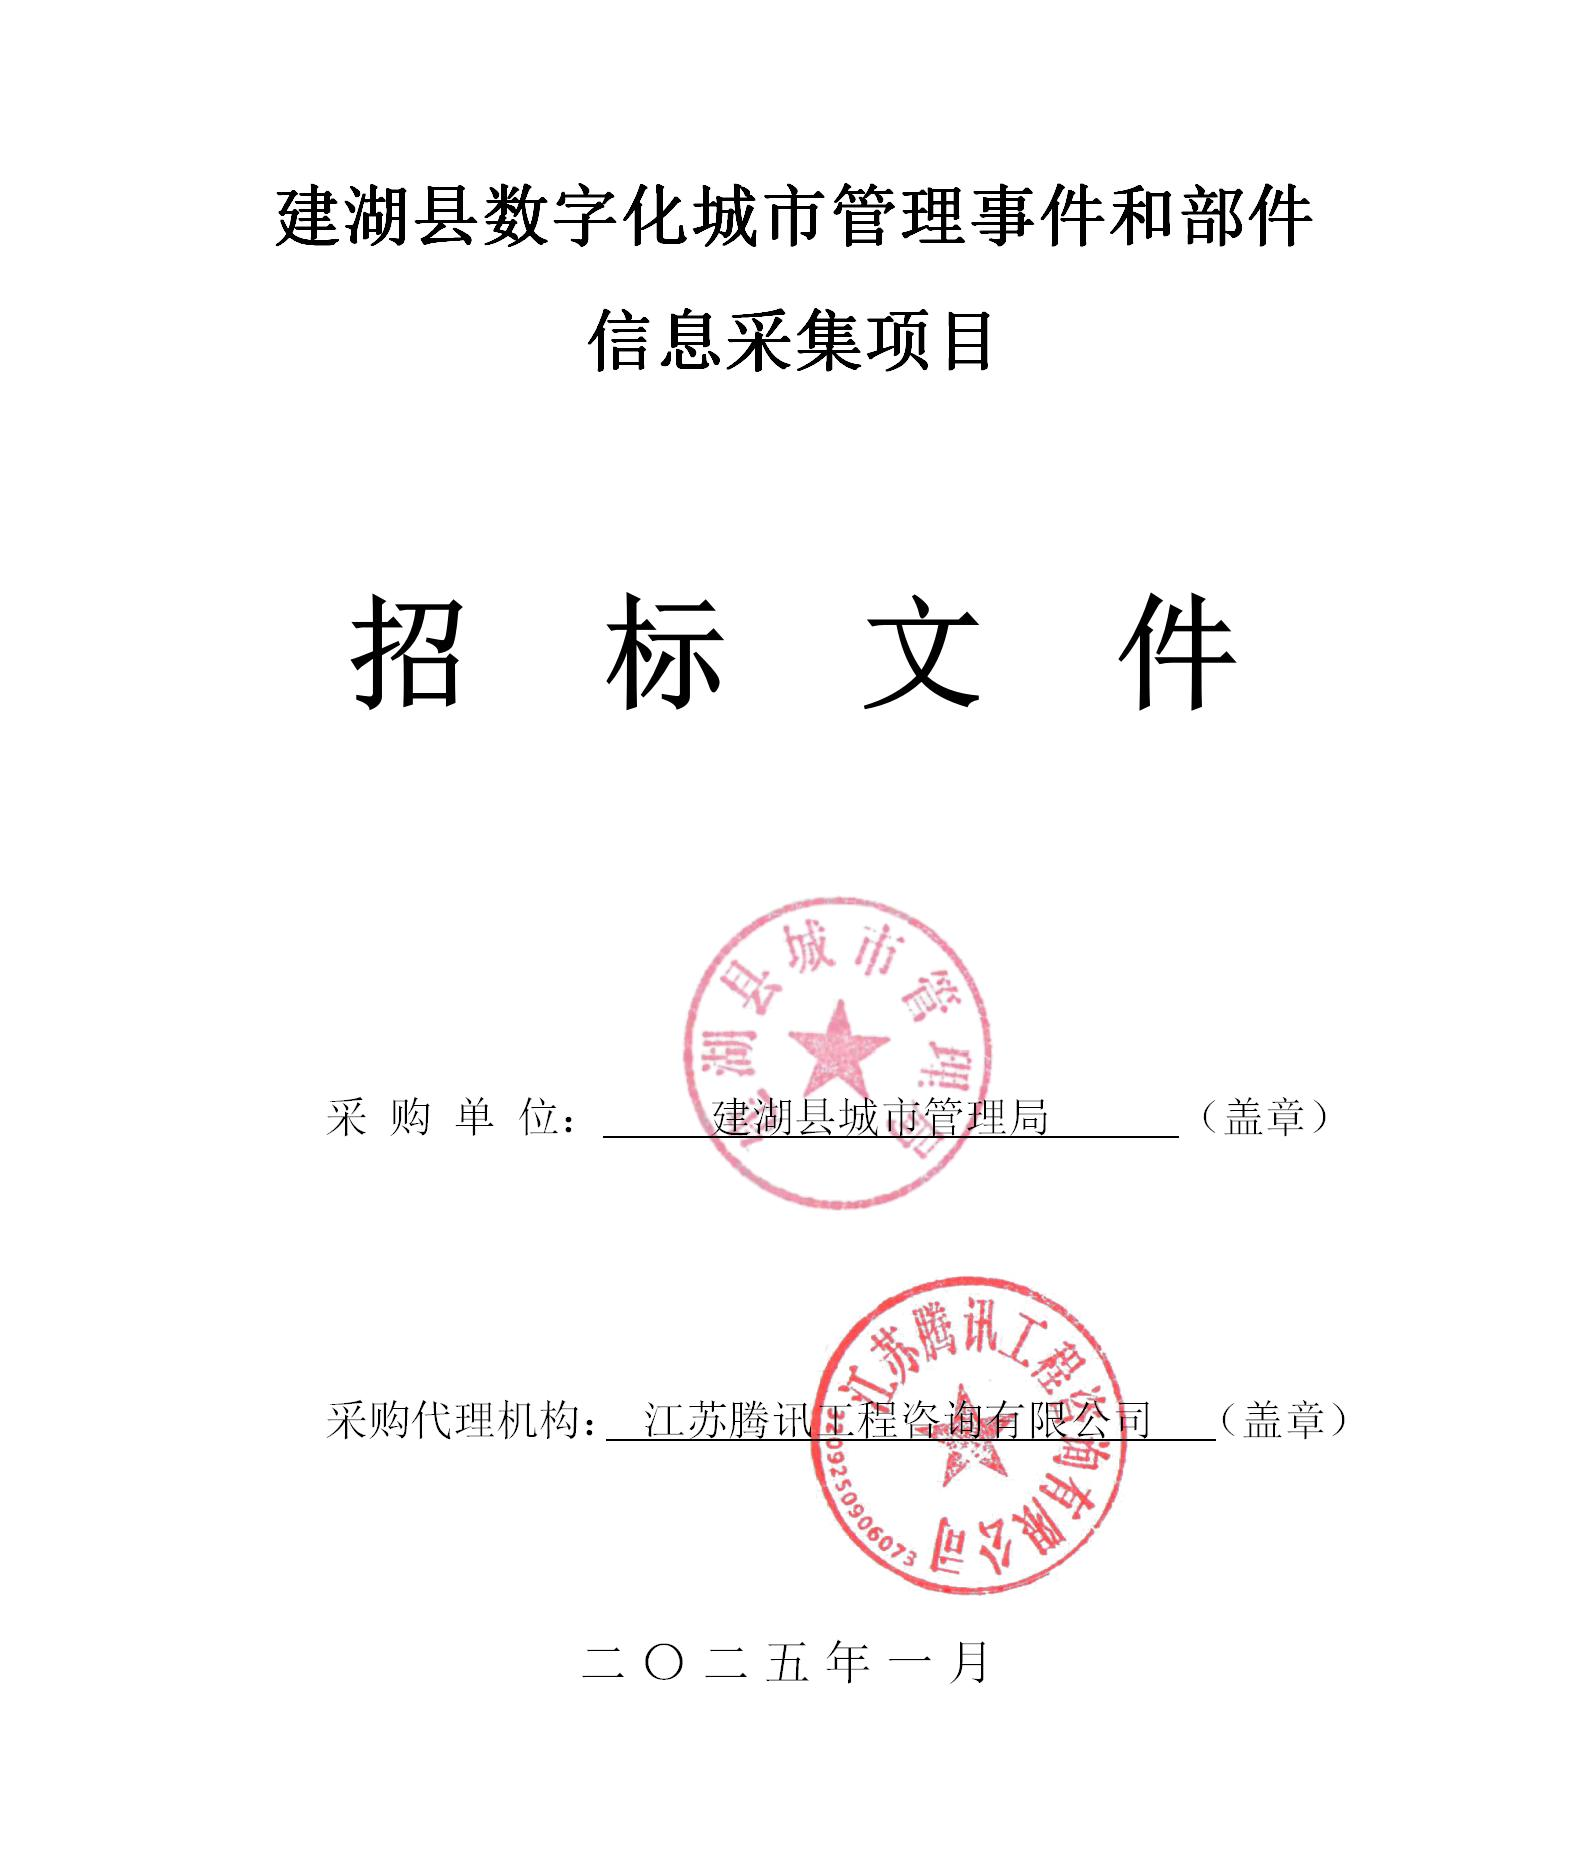 建湖县数字化城市管理事件和部件
信息采集项目
招 标 文 件
建湖县城市管理局
采 购 单 位： 建湖县城市管理局 （盖章）
江苏腾讯工程咨询有限公司
3209250906073
采购代理机构： 江苏腾讯工程咨询有限公司 （盖章）
二〇二五年一月